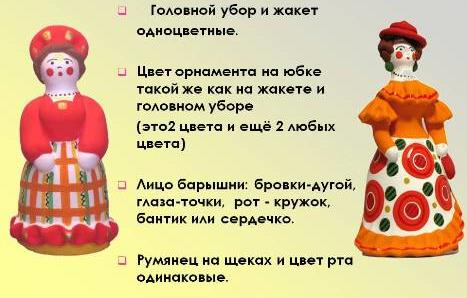 Головной убор и жакет
одноцветные.
Цвет орнамента на юбке
такой же как на жакете и
головном уборе
(это2 цвета и ещё 2 любых
цвета)
Лицо барышни: бровки-дугой,
глаза-точки, рот - кружок,
бантик или сердечко.
Румянец на щеках и цвет рта
одинаковые.